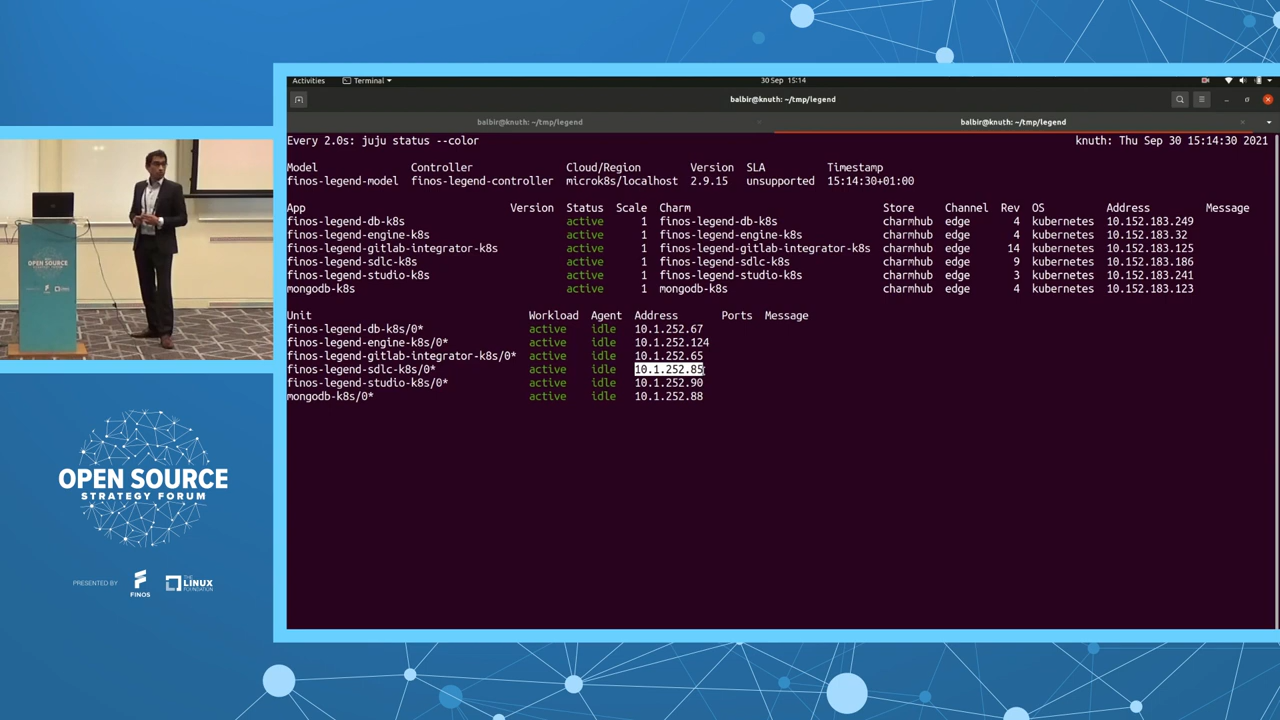 Activities Terminal 30 Sep 15:14
balbir@knuth: ~/tmp/legend
balbir@knuth: ~/tmp/legend balbir@knuth: ~/tmp/legend
Every 2.0s: juju status --color knuth: Thu Sep 30 15:14:30 2021
Model Controller Cloud/Region Version SLA Timestamp
finos-legend-model finos-legend-controller microk8s/localhost 2.9.15 unsupported 15:14:30+01:00
App Version Status Scale Charm Store Channel Rev OS Address Message
finos-legend-db-k8s active 1 finos-legend-db-k8s charmhub edge 4 kubernetes 10.152.183.249
finos-legend-engine-k8s active 1 finos-legend-engine-k8s charmhub edge 4 kubernetes 10.152.183.32
finos-legend-gitlab-integrator-k8s active 1 finos-legend-gitlab-integrator-k8s charmhub edge 14 kubernetes 10.152.183.125
finos-legend-sdlc-k8s active 1 finos-legend-sdlc-k8s charmhub edge 9 kubernetes 10.152.183.186
finos-legend-studio-k8s active 1 finos-legend-studio-k8s charmhub edge 3 kubernetes 10.152.183.241
mongodb-k8s active 1 mongodb-k8s charmhub edge 4 kubernetes 10.152.183.123
Unit Workload Agent Address Ports Message
finos-legend-db-k8s/0* active idle 10.1.252.67
finos-legend-engine-k8s/0* active idle 10.1.252.124
finos-legend-gitlab-integrator-k8s/0* active idle 10.1.252.65
finos-legend-sdlc-k8s/0* active idle 10.1.252.85
finos-legend-studio-k8s/0* active idle 10.1.252.90
mongodb-k8s/0* active idle 10.1.252.88
OPEN SOURCE
OPEN SOURCE
STRATEGY FORUM
PRESENTED BY
FINOS
THE
LINUX
FOUNDATION